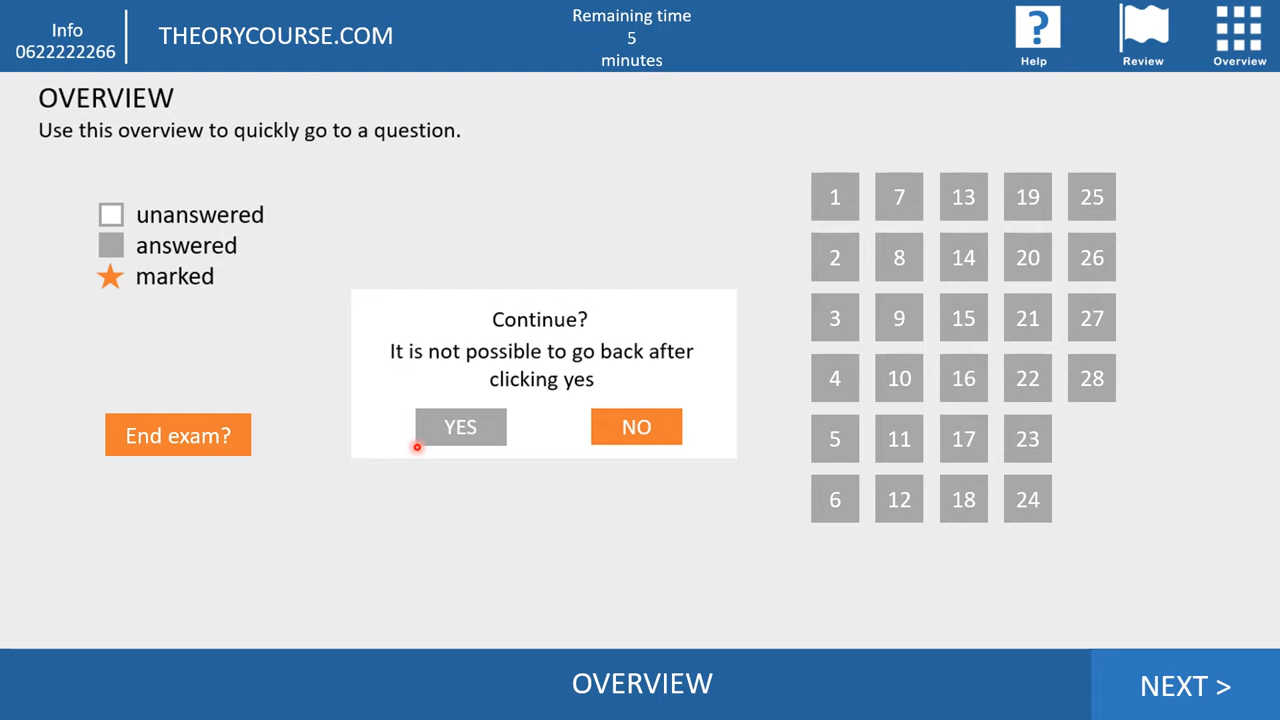 Info
0622222266
THEORYCOURSE.COM
Remaining time
5
minutes
?
Help
Review
Overview
OVERVIEW
Use this overview to quickly go to a question.
unanswered
answered
marked
Continue?
It is not possible to go back after
clicking yes
YES
NO
End exam?
1 7 13 19 25
2 8 14 20 26
3 9 15 21 27
4 10 16 22 28
5 11 17 23
6 12 18 24
OVERVIEW
NEXT >